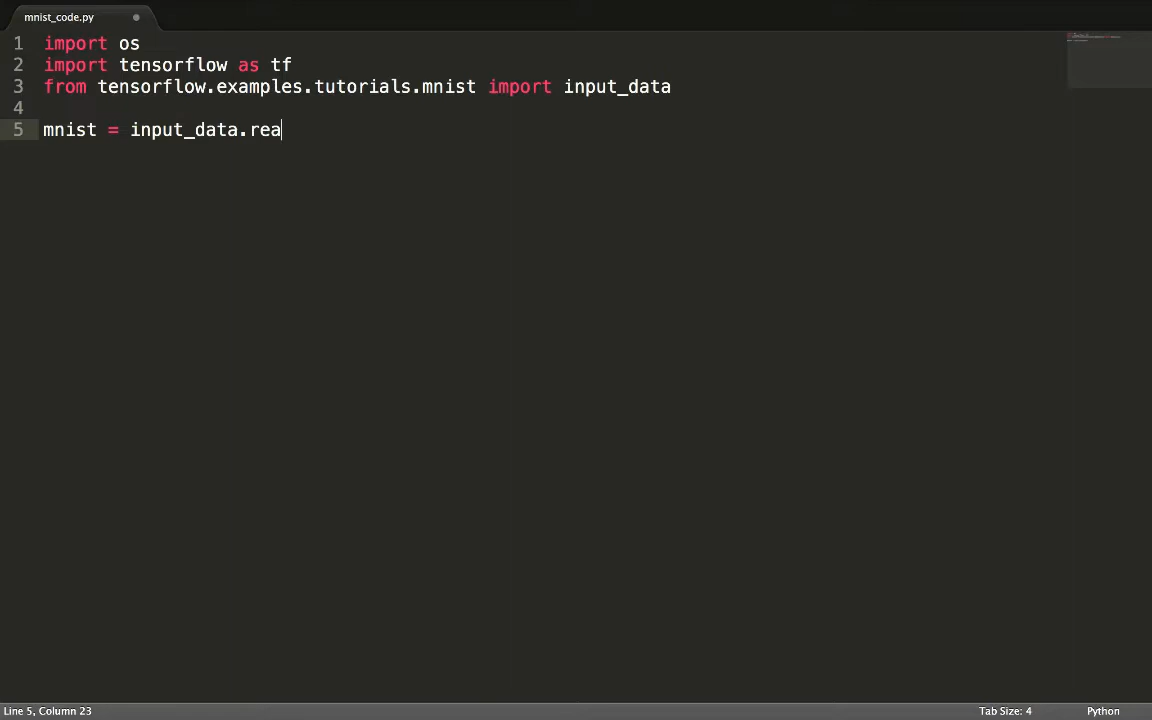 mnist_code.py
1 import os
2 import tensorflow as tf
3 from tensorflow.examples.tutorials.mnist import input_data
4
5 mnist = input_data.rea
Line 5, Column 23 Tab Size: 4 Python